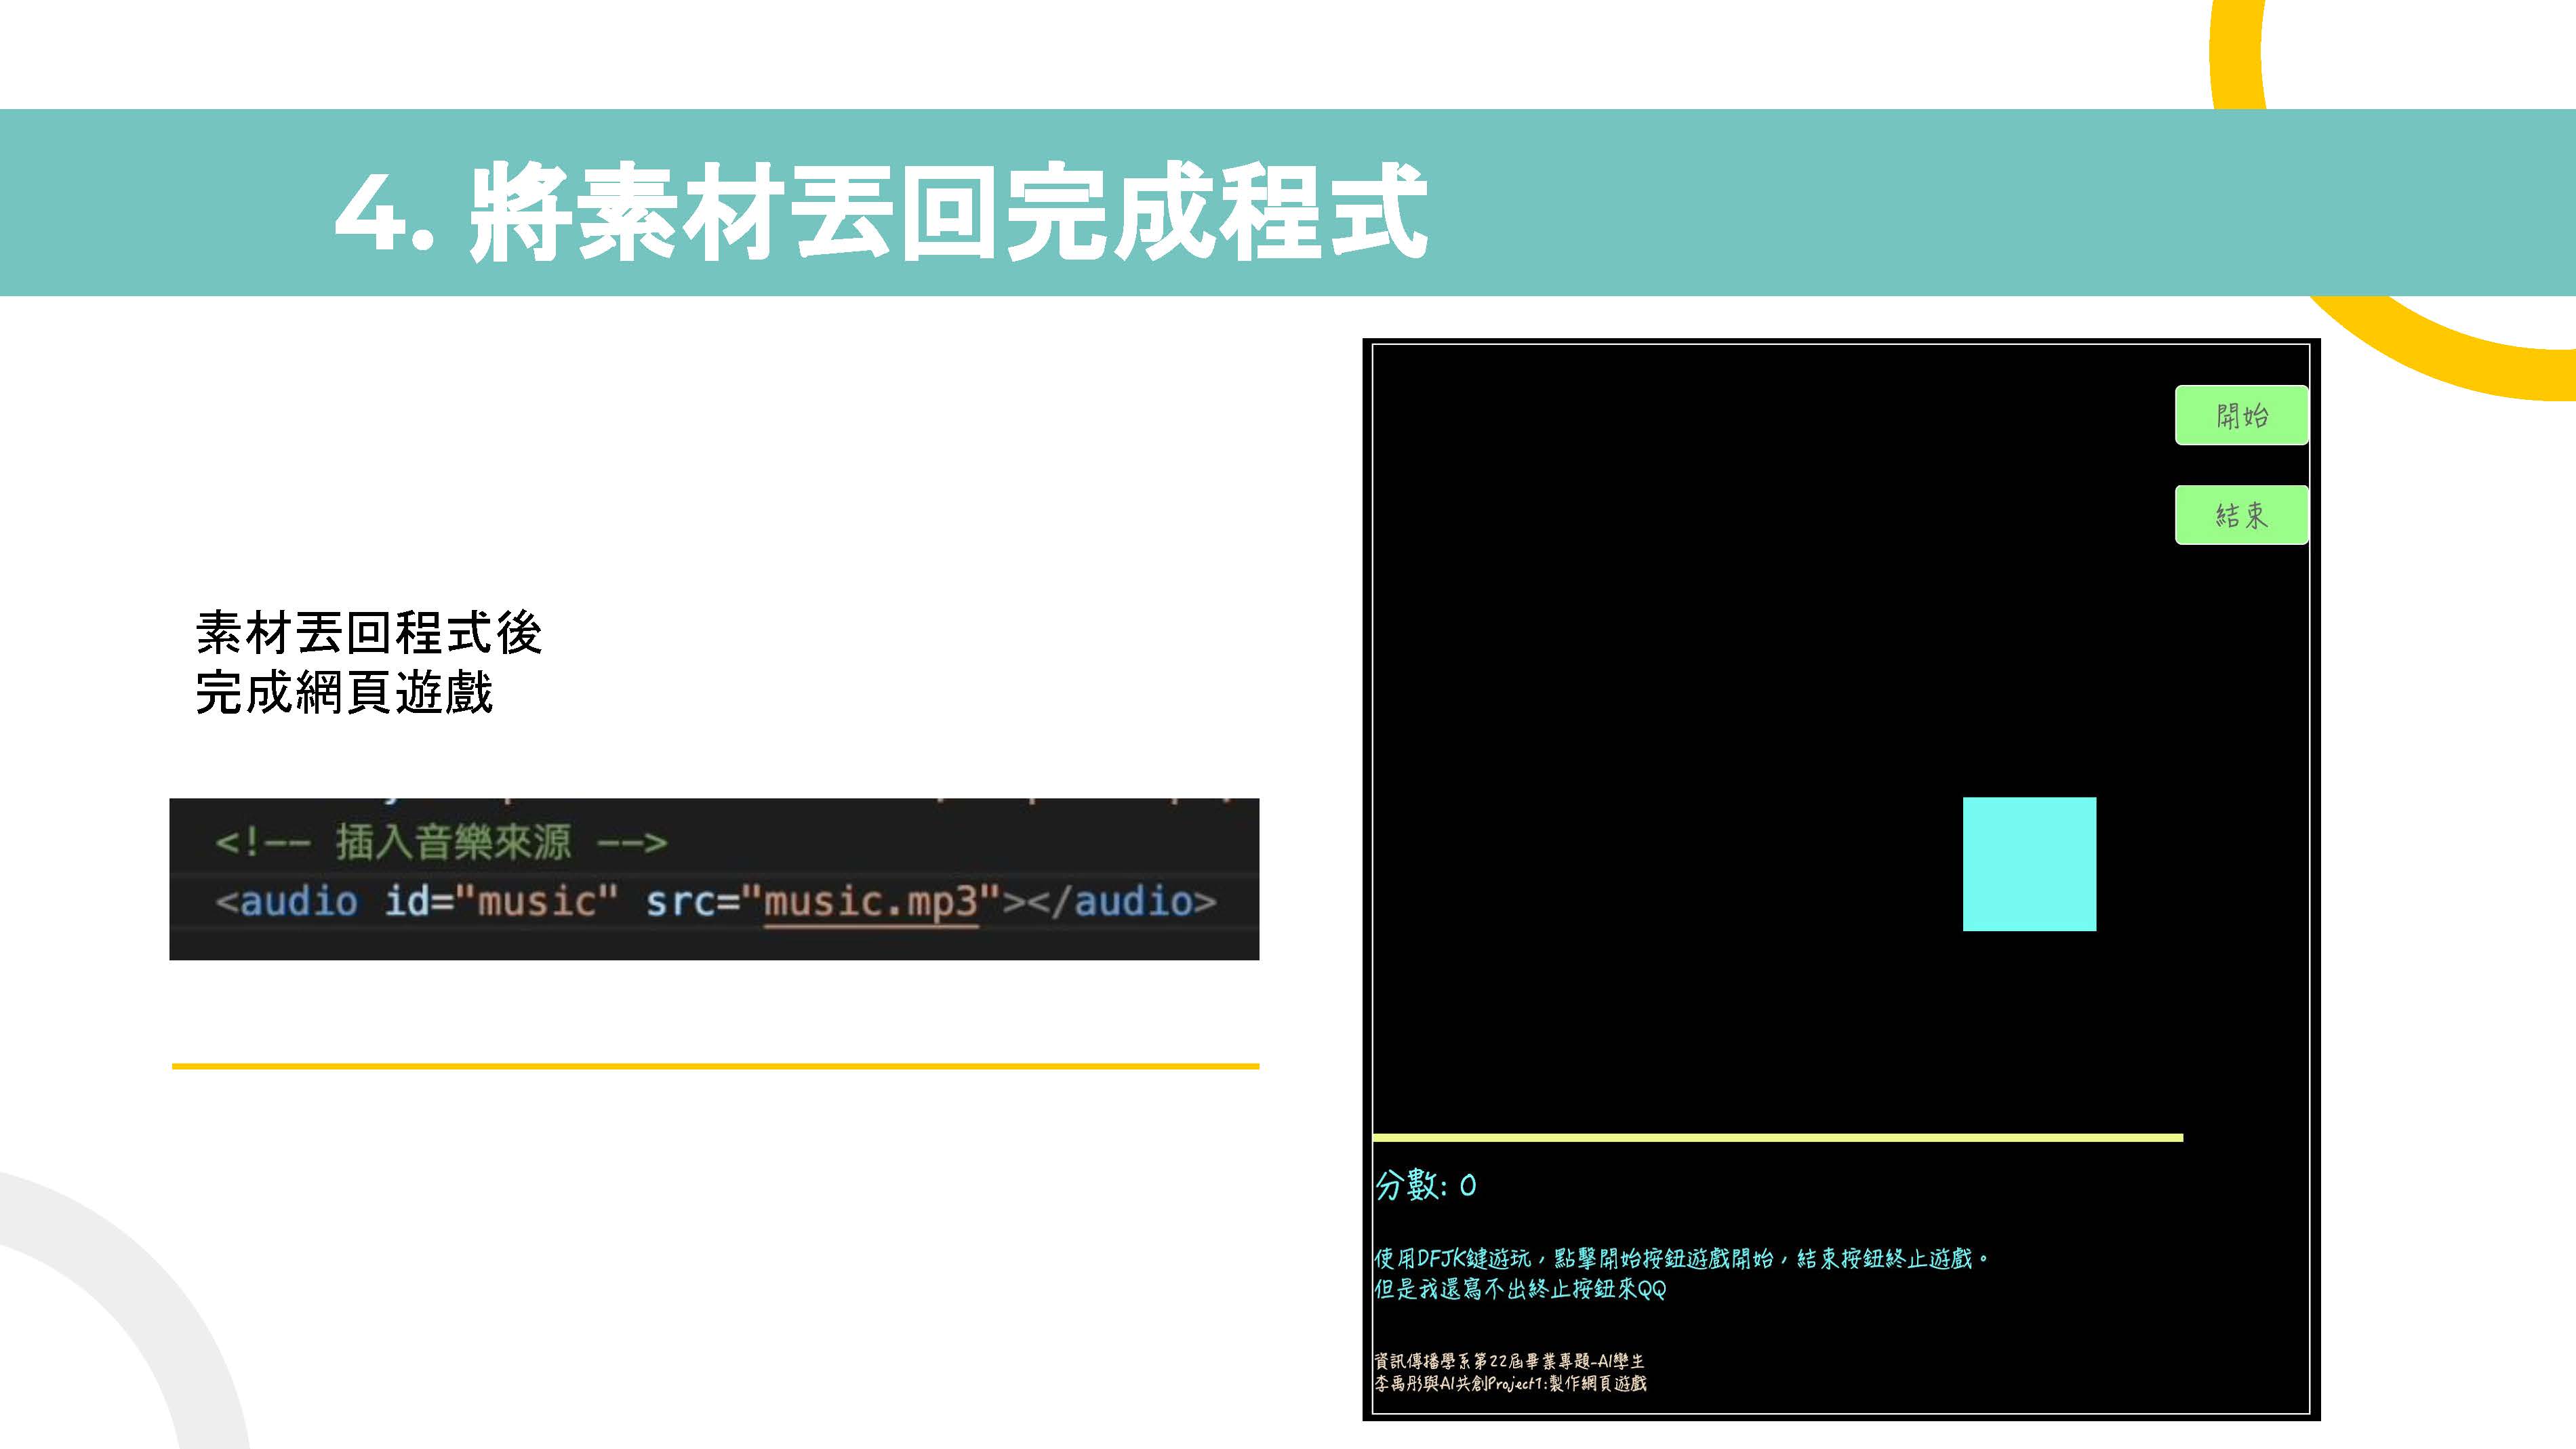 4. 將素材丟回完成程式
素材丟回程式後
完成網頁遊戲
<!-- 插入音樂來源 -->
<audio id="music" src="music.mp3"></audio>
開始
結束
分數: 0
使用DFJK鍵遊玩，點擊開始按鈕遊戲開始，結束按鈕終止遊戲。
但是我還寫不出終止按鈕來QQ
資訊傳播學系第22屆畢業專題-AI孿生
李禹彤與AI共創Project1:製作網頁遊戲